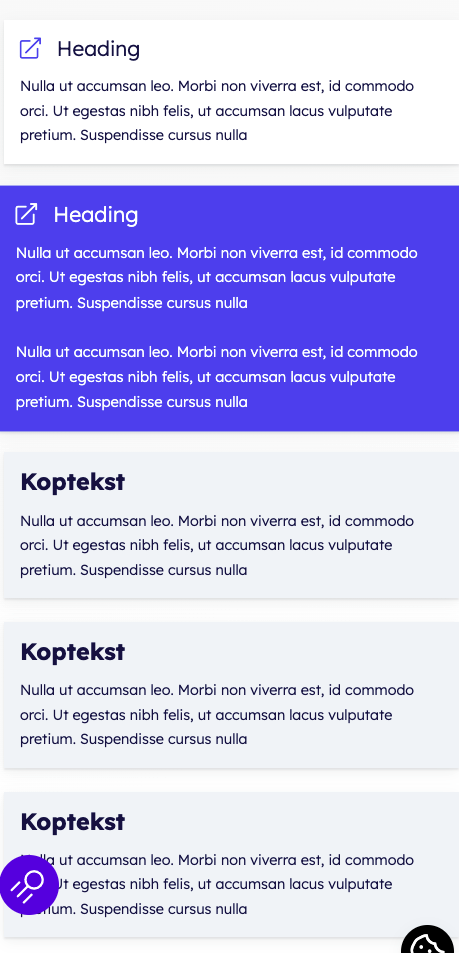 Heading
Nulla ut accumsan leo. Morbi non viverra est, id commodo
orci. Ut egestas nibh felis, ut accumsan lacus vulputate
pretium. Suspendisse cursus nulla
Heading
Nulla ut accumsan leo. Morbi non viverra est, id commodo
orci. Ut egestas nibh felis, ut accumsan lacus vulputate
pretium. Suspendisse cursus nulla
Nulla ut accumsan leo. Morbi non viverra est, id commodo
orci. Ut egestas nibh felis, ut accumsan lacus vulputate
pretium. Suspendisse cursus nulla
Koptekst
Nulla ut accumsan leo. Morbi non viverra est, id commodo
orci. Ut egestas nibh felis, ut accumsan lacus vulputate
pretium. Suspendisse cursus nulla
Koptekst
Nulla ut accumsan leo. Morbi non viverra est, id commodo
orci. Ut egestas nibh felis, ut accumsan lacus vulputate
pretium. Suspendisse cursus nulla
Koptekst
ut accumsan leo. Morbi non viverra est, id commodo
Ut egestas nibh felis, ut accumsan lacus vulputate
Suspendisse cursus nulla